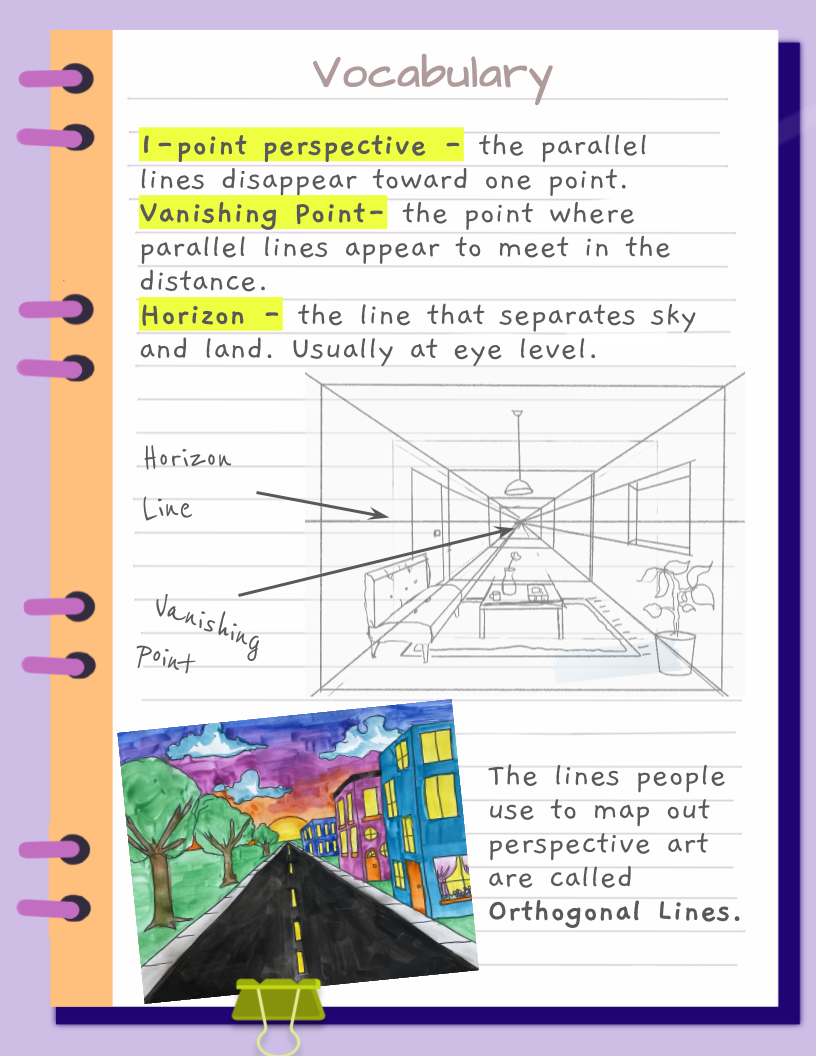 Vocabulary
1-point perspective - the parallel
lines disappear toward one point.
Vanishing Point- the point where
parallel lines appear to meet in the
distance.
Horizon - the line that separates sky
and land. Usually at eye level.
Horizon
Line
Vanishing
Point
The lines people
use to map out
perspective art
are called
Orthogonal Lines.